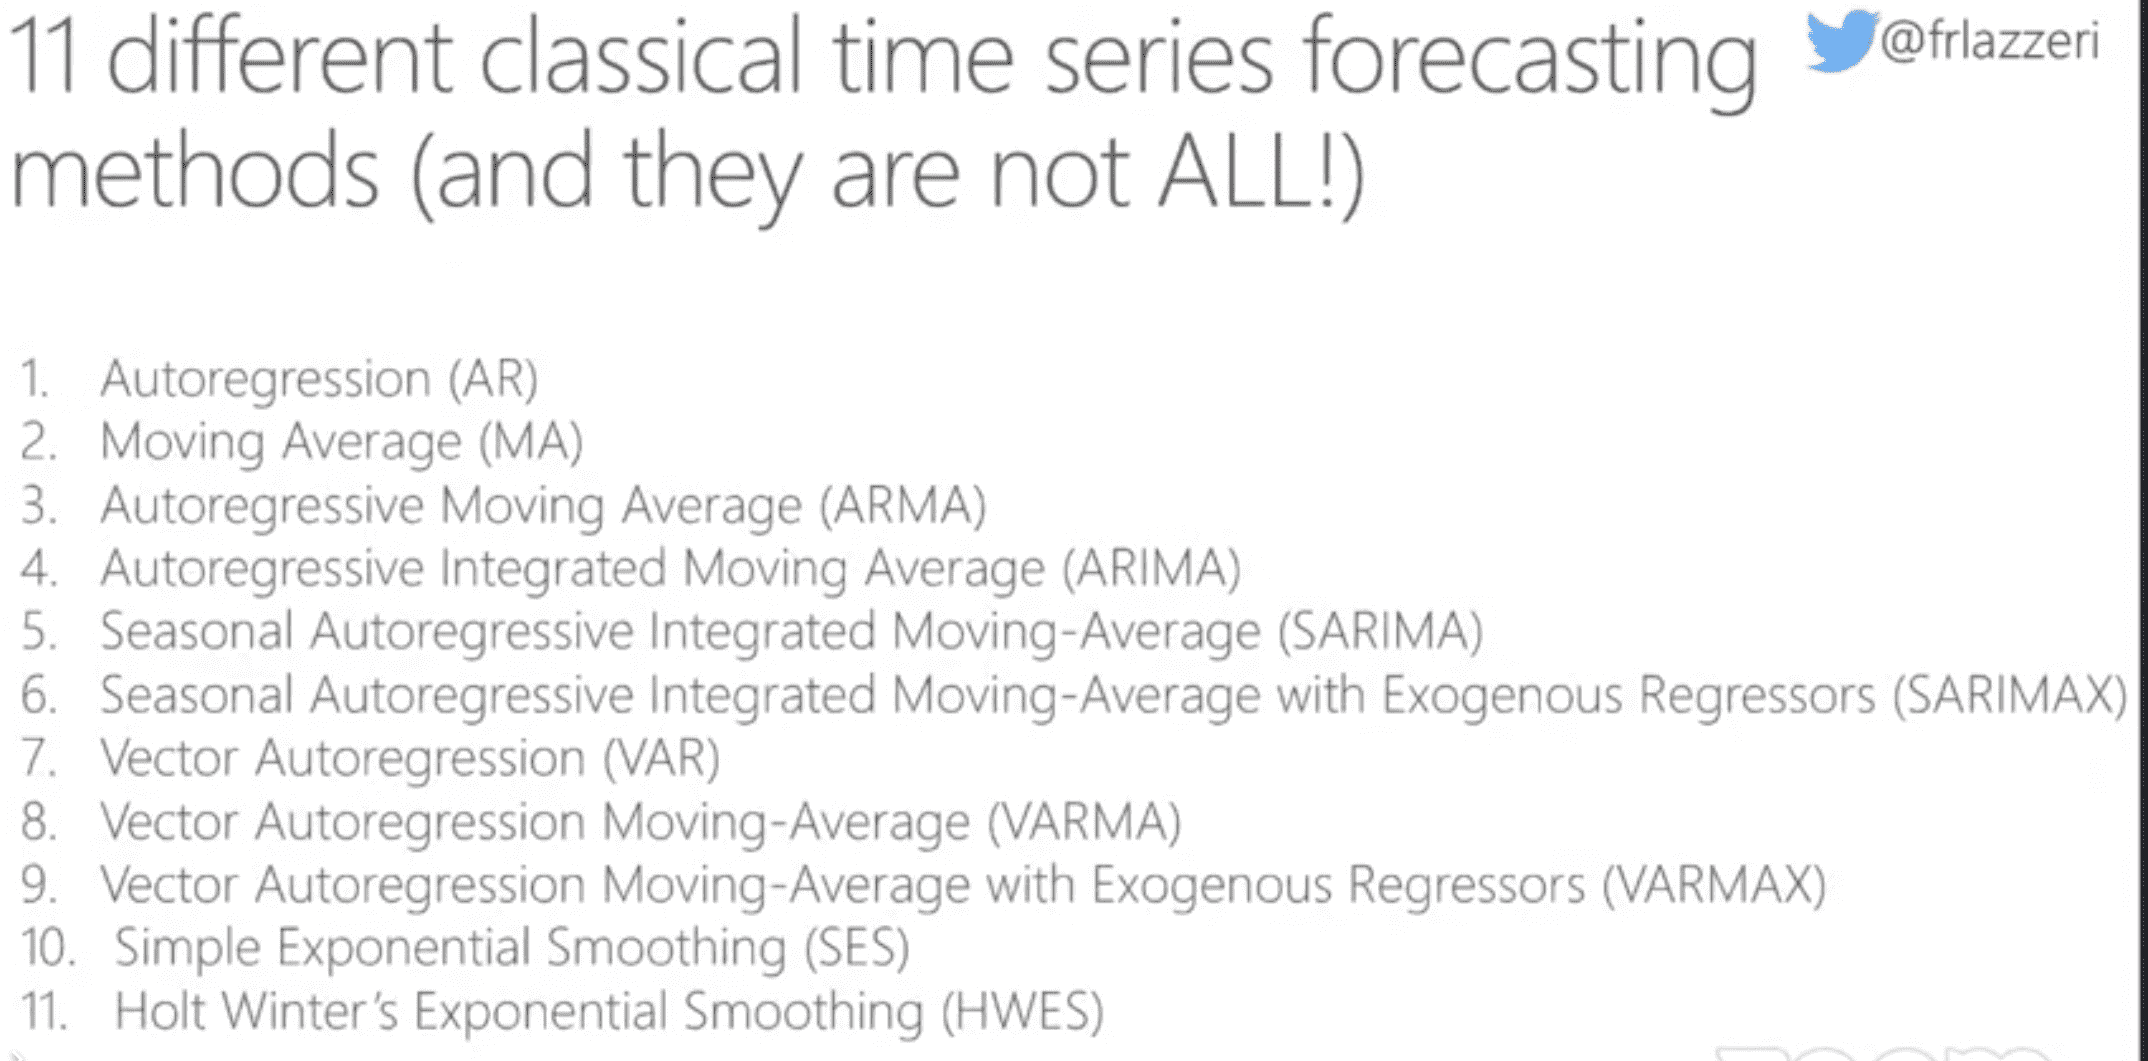 11 different classical time series forecasting
@frlazzeri
methods (and they are not ALL!)
1. Autoregression (AR)
2. Moving Average (MA)
3. Autoregressive Moving Average (ARMA)
4. Autoregressive Integrated Moving Average (ARIMA)
5. Seasonal Autoregressive Integrated Moving-Average (SARIMA)
6. Seasonal Autoregressive Integrated Moving-Average with Exogenous Regressors (SARIMAX)
7. Vector Autoregression (VAR)
8. Vector Autoregression Moving-Average (VARMA)
9. Vector Autoregression Moving-Average with Exogenous Regressors (VARMAX)
10. Simple Exponential Smoothing (SES)
11. Holt Winter’s Exponential Smoothing (HWES)